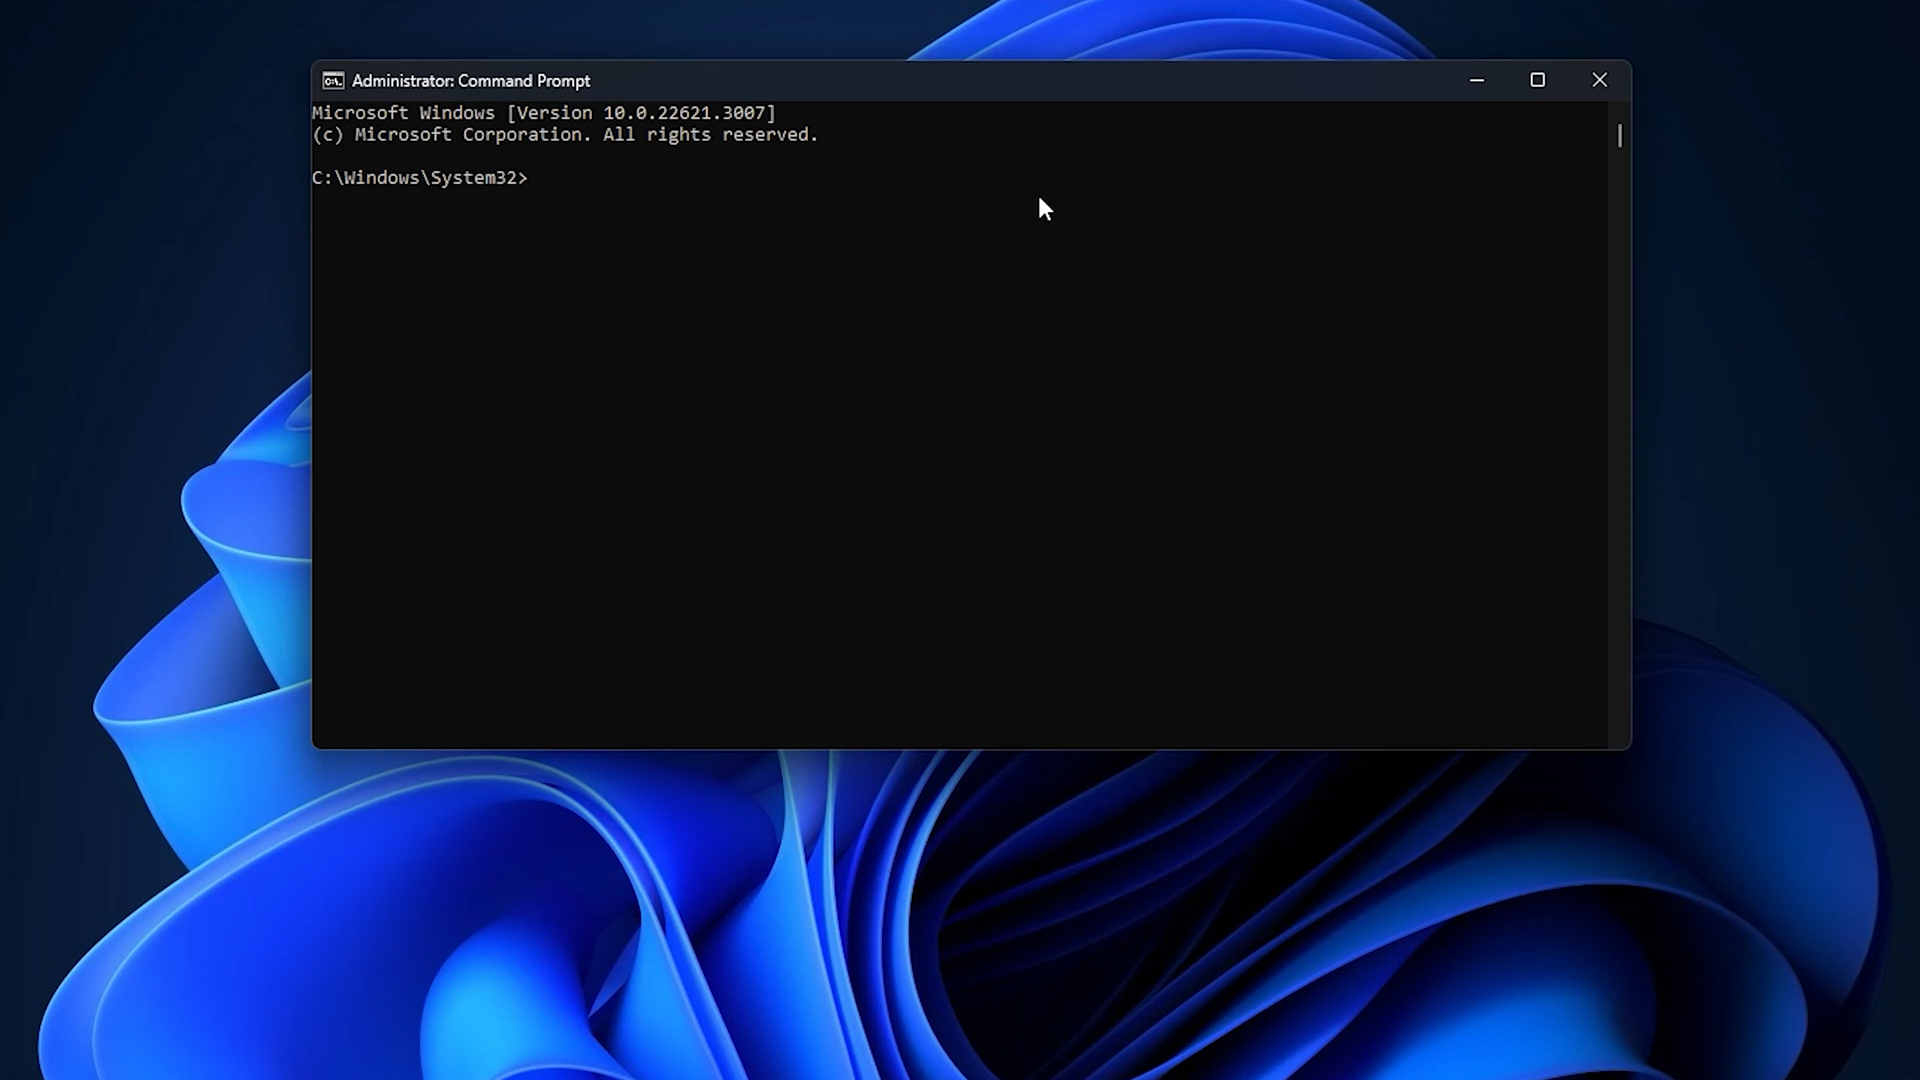 Administrator: Command Prompt
Microsoft Windows [Version 10.0.22621.3007]
(c) Microsoft Corporation. All rights reserved.
C:\Windows\System32>